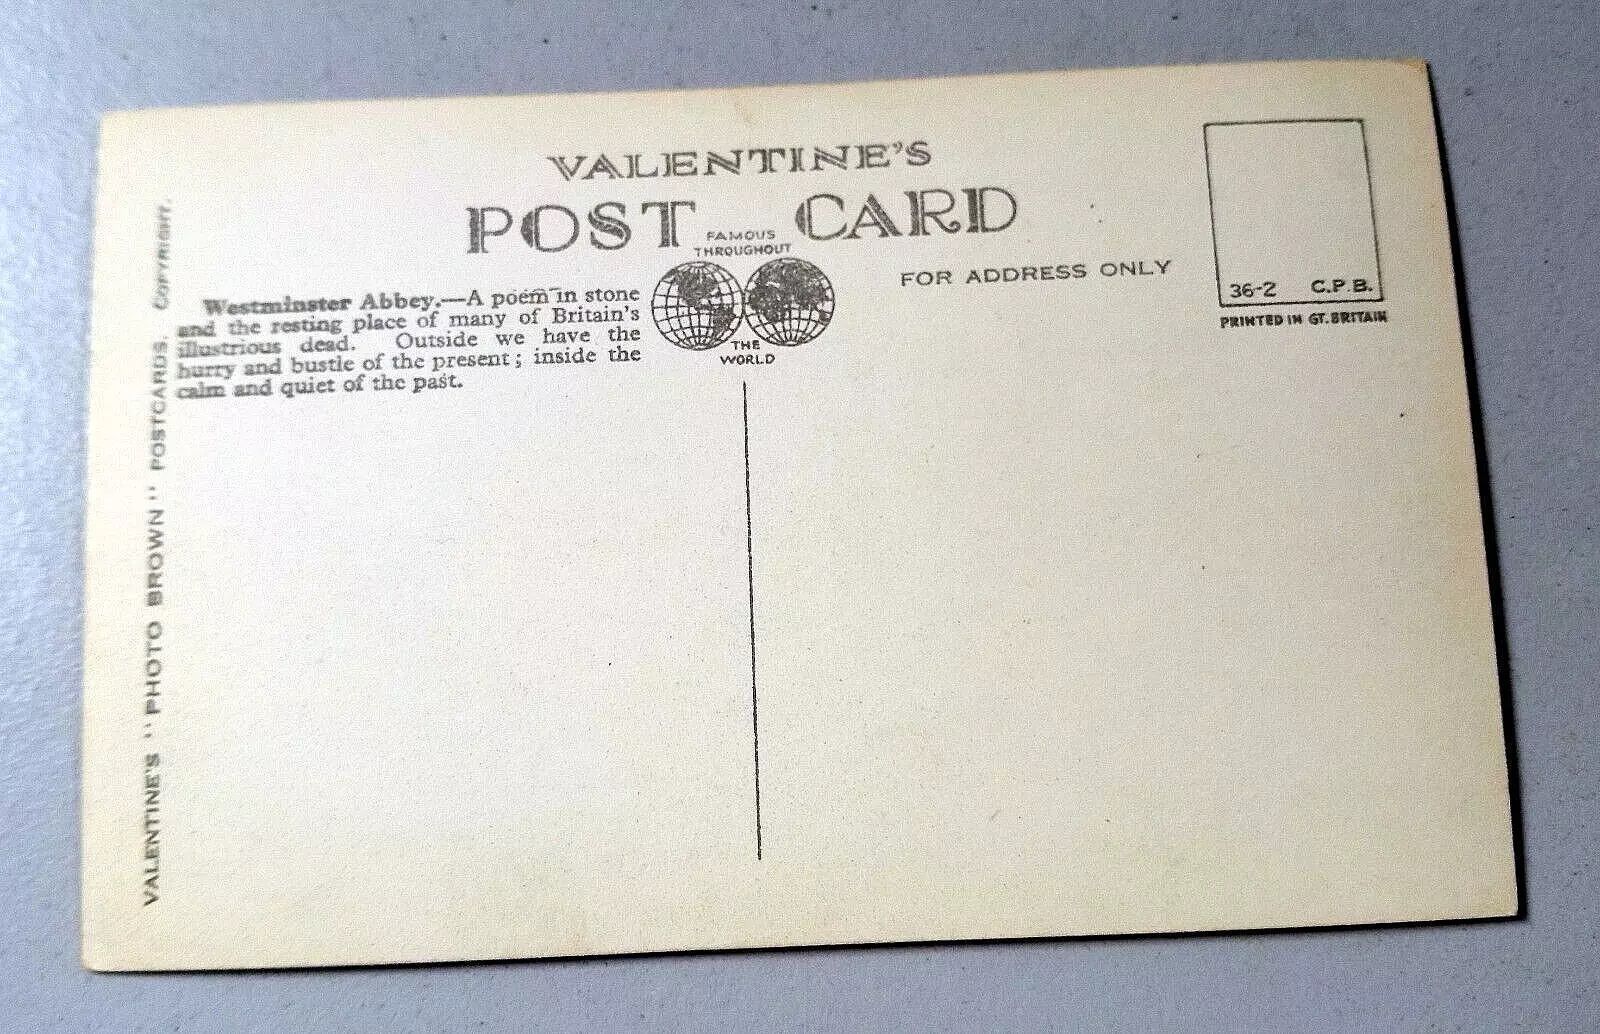 VALENTINE'S
POST CARD
FAMOUS
THROUGHOUT
THE
WORLD
FOR ADDRESS ONLY
36-2 C.P.B.
PRINTED IN GT. BRITAIN
Westminster Abbey.—A poem in stone
and the resting place of many of Britain's
illustrious dead. Outside we have the
hurry and bustle of the present; inside the
calm and quiet of the past.
VALENTINE'S "PHOTO BROWN" POSTCARDS. COPYRIGHT.